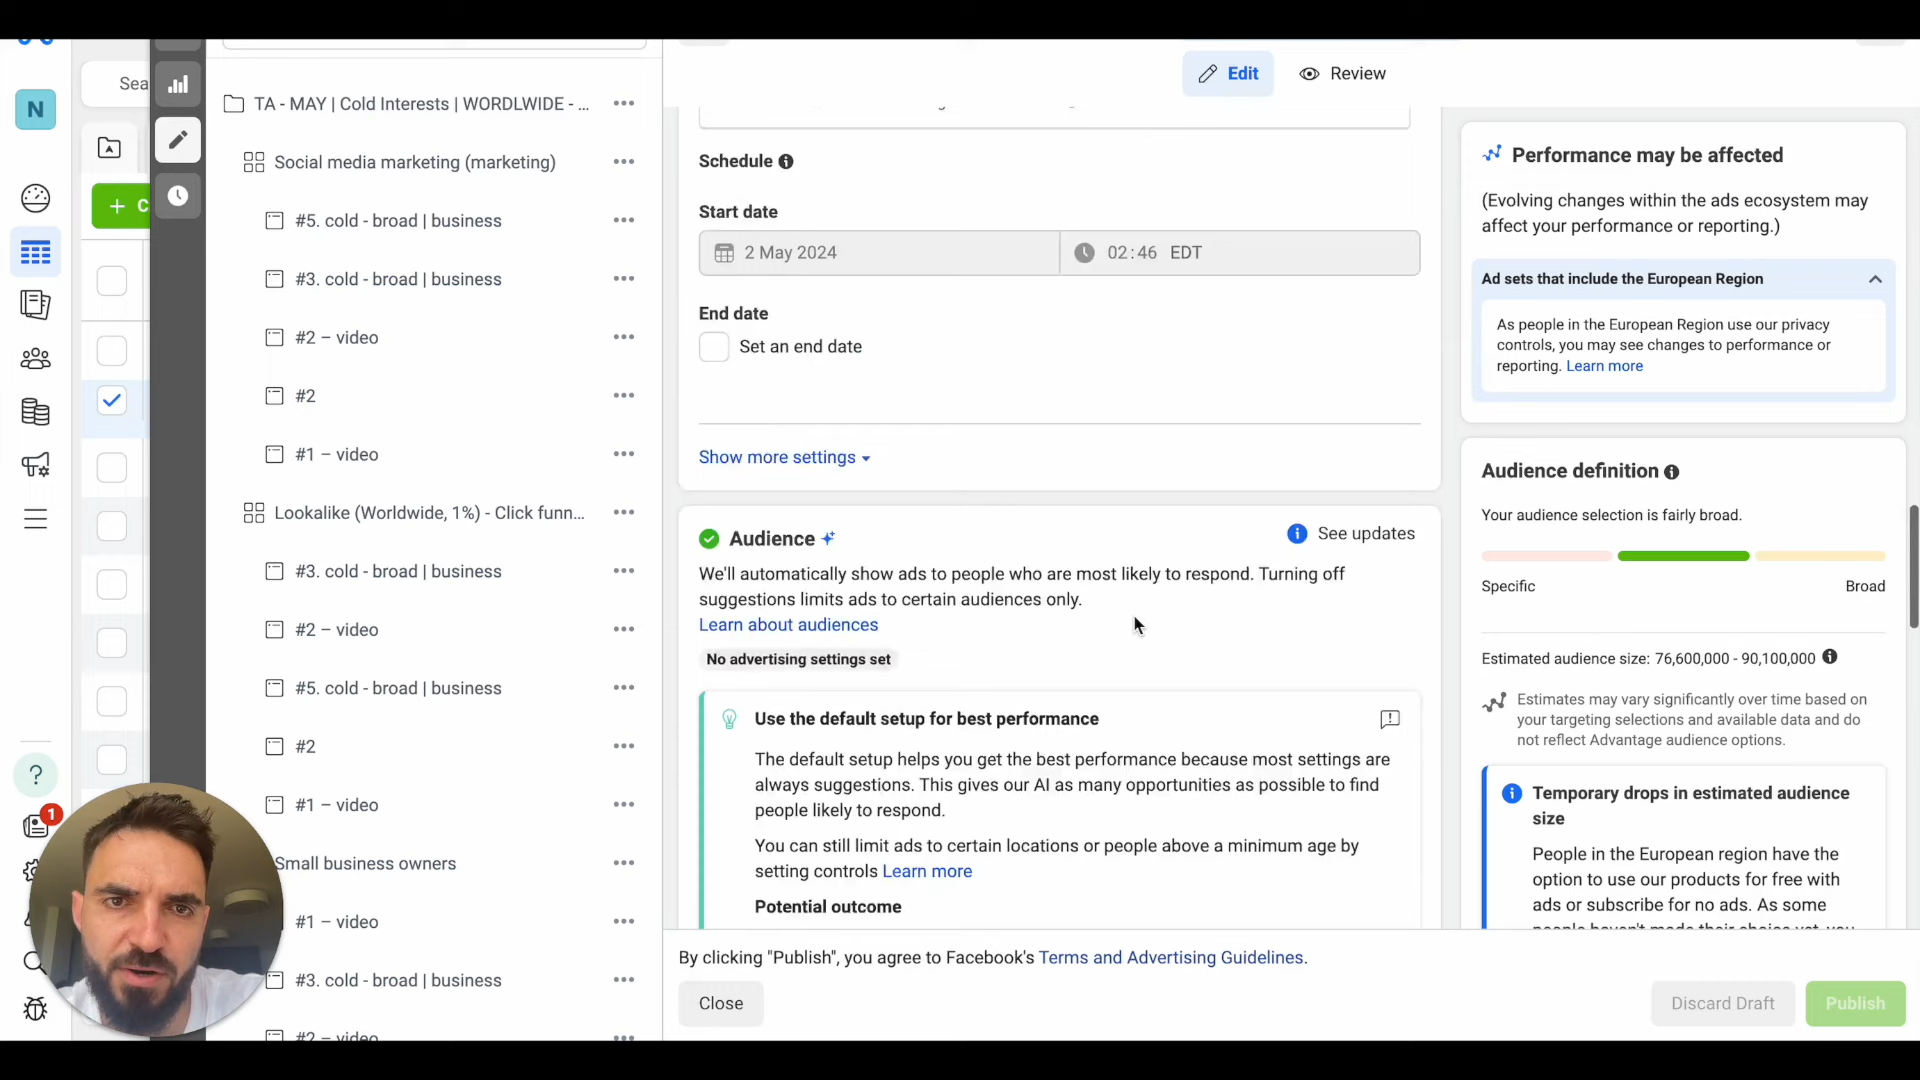 Sea
N
+ C
?
1
TA - MAY | Cold Interests | WORDLWIDE - ...
Social media marketing (marketing)
#5. cold - broad | business
#3. cold - broad | business
#2 – video
#2
#1 – video
Lookalike (Worldwide, 1%) - Click funn...
#3. cold - broad | business
#2 – video
#5. cold - broad | business
#2
#1 – video
Small business owners
#1 – video
#3. cold - broad | business
#2 – video
Edit
Review
Schedule
Start date
2 May 2024
02:46 EDT
End date
Set an end date
Show more settings
Audience
See updates
We'll automatically show ads to people who are most likely to respond. Turning off
suggestions limits ads to certain audiences only.
Learn about audiences
No advertising settings set
Use the default setup for best performance
The default setup helps you get the best performance because most settings are
always suggestions. This gives our AI as many opportunities as possible to find
people likely to respond.
You can still limit ads to certain locations or people above a minimum age by
setting controls Learn more
Potential outcome
By clicking "Publish", you agree to Facebook's Terms and Advertising Guidelines.
Close
Discard Draft
Publish
Performance may be affected
(Evolving changes within the ads ecosystem may
affect your performance or reporting.)
Ad sets that include the European Region
As people in the European Region use our privacy
controls, you may see changes to performance or
reporting. Learn more
Audience definition
Your audience selection is fairly broad.
Specific
Broad
Estimated audience size: 76,600,000 - 90,100,000
Estimates may vary significantly over time based on
your targeting selections and available data and do
not reflect Advantage audience options.
Temporary drops in estimated audience
size
People in the European region have the
option to use our products for free with
ads or subscribe for no ads. As some
people haven't made their choice yet, you